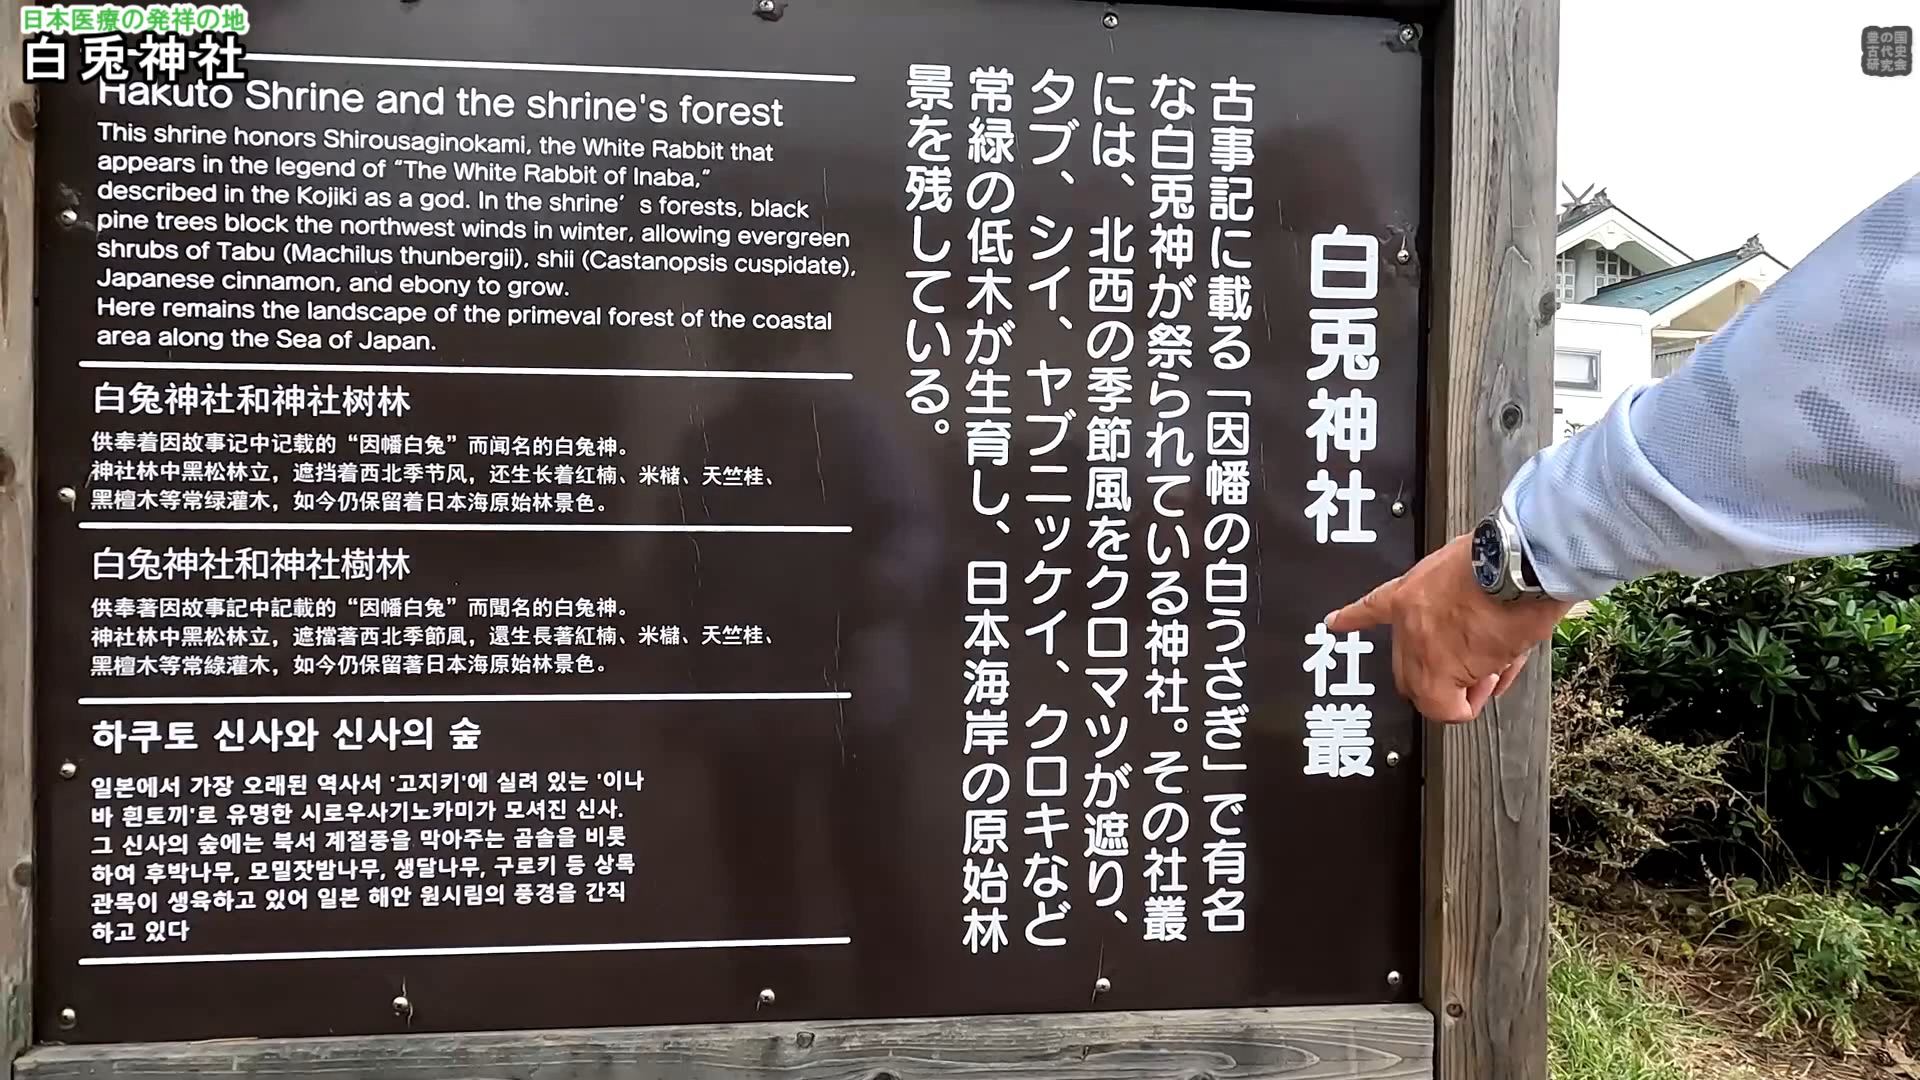 日本医療の発祥の地
白兎神社
豊の国
古代史
研究会
Hakuto Shrine and the shrine's forest
This shrine honors Shirousaginokami, the White Rabbit that
appears in the legend of “The White Rabbit of Inaba,”
described in the Kojiki as a god. In the shrine’s forests, black
pine trees block the northwest winds in winter, allowing evergreen
shrubs of Tabu (Machilus thunbergii), shii (Castanopsis cuspidate),
Japanese cinnamon, and ebony to grow.
Here remains the landscape of the primeval forest of the coastal
area along the Sea of Japan.
白兔神社和神社树林
供奉着因故事记中记载的“因幡白兔”而闻名的白兔神。
神社林中黑松林立，遮挡着西北季节风，还生长着红楠、米槠、天竺桂、
黑檀木等常绿灌木，如今仍保留着日本海原始林景色。
白兔神社和神社樹林
供奉著因故事記中記載的“因幡白兔”而聞名的白兔神。
神社林中黑松林立，遮擋著西北季節風，還生長著紅楠、米櫧、天竺桂、
黑檀木等常綠灌木，如今仍保留著日本海原始林景色。
하쿠토 신사와 신사의 숲
일본에서 가장 오래된 역사서 '고지키'에 실려 있는 '이나
바 흰토끼'로 유명한 시로우사기노카미가 모셔진 신사.
그 신사의 숲에는 북서 계절풍을 막아주는 곰솔을 비롯
하여 후박나무, 모밀잣밤나무, 생달나무, 구로키 등 상록
관목이 생육하고 있어 일본 해안 원시림의 풍경을 간직
하고 있다
白兎神社 社叢
古事記に載る「因幡の白うさぎ」で有名
な白兎神が祭られている神社。その社叢
には、北西の季節風をクロマツが遮り、
タブ、シイ、ヤブニッケイ、クロキなど
常緑の低木が生育し、日本海岸の原始林
景を残している。